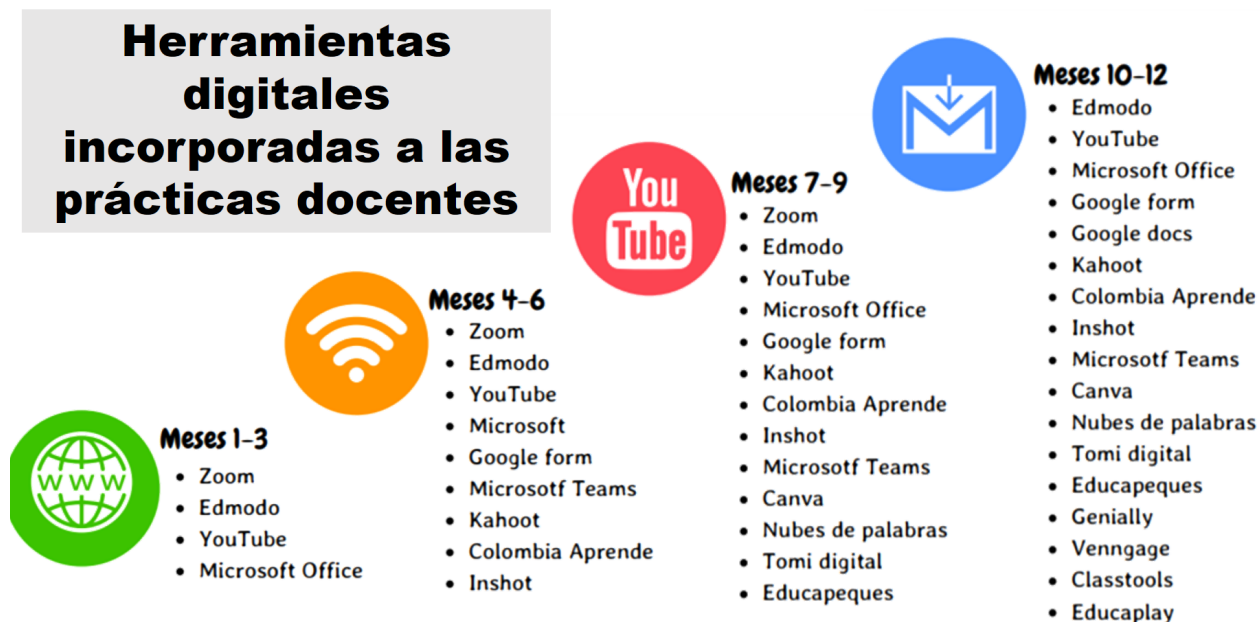 Herramientas
digitales
incorporadas a las
prácticas docentes
WWW
Meses 1-3
• Zoom
• Edmodo
• YouTube
• Microsoft Office
Meses 4-6
• Zoom
• Edmodo
• YouTube
• Microsoft
• Google form
• Microsotf Teams
• Kahoot
• Colombia Aprende
• Inshot
You
Tube
Meses 7-9
• Zoom
• Edmodo
• YouTube
• Microsoft Office
• Google form
• Kahoot
• Colombia Aprende
• Inshot
• Microsotf Teams
• Canva
• Nubes de palabras
• Tomi digital
• Educapeques
Meses 10-12
• Edmodo
• YouTube
• Microsoft Office
• Google form
• Google docs
• Kahoot
• Colombia Aprende
• Inshot
• Microsotf Teams
• Canva
• Nubes de palabras
• Tomi digital
• Educapeques
• Genially
• Venngage
• Classtools
• Educaplay